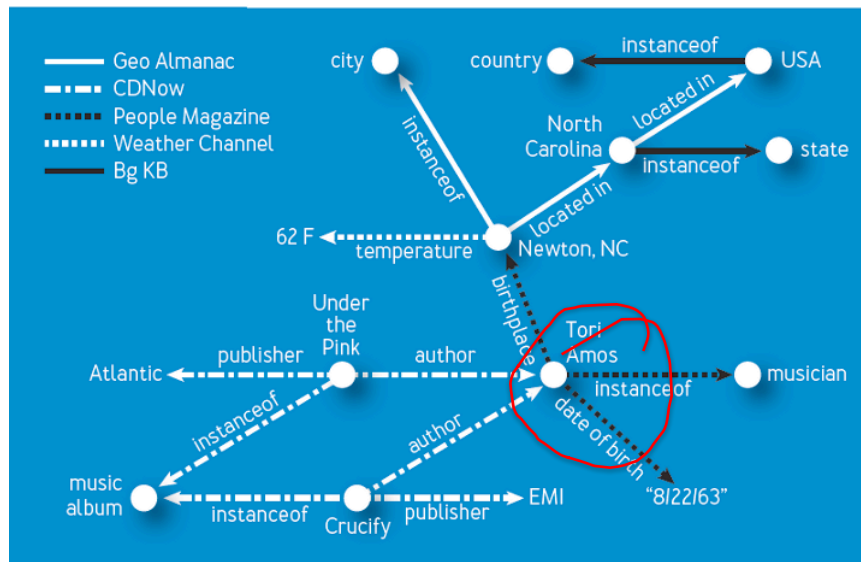 Geo Almanac
CDNow
People Magazine
Weather Channel
Bg KB
city
country
instanceof
USA
instanceof
located in
North
Carolina
instanceof
state
located in
62 F
temperature
Newton, NC
birthplace
Under
the
Pink
Tori
Amos
Atlantic
publisher
author
instanceof
musician
instanceof
author
date of birth
music
album
instanceof
Crucify
publisher
EMI
"8/22/63"